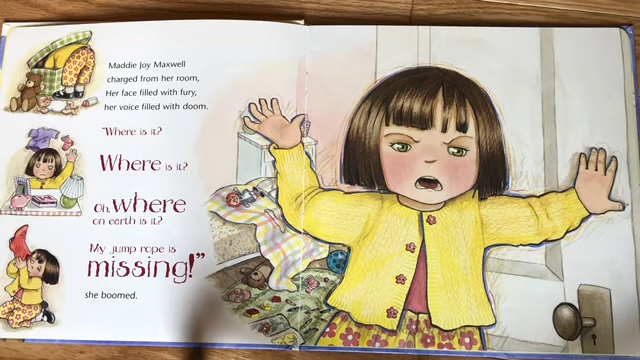 Maddie Joy Maxwell
charged from her room,
Her face filled with fury,
her voice filled with doom.
"Where is it?
Where is it?
Oh, where
on earth is it?
My jump rope is
missing!"
she boomed.